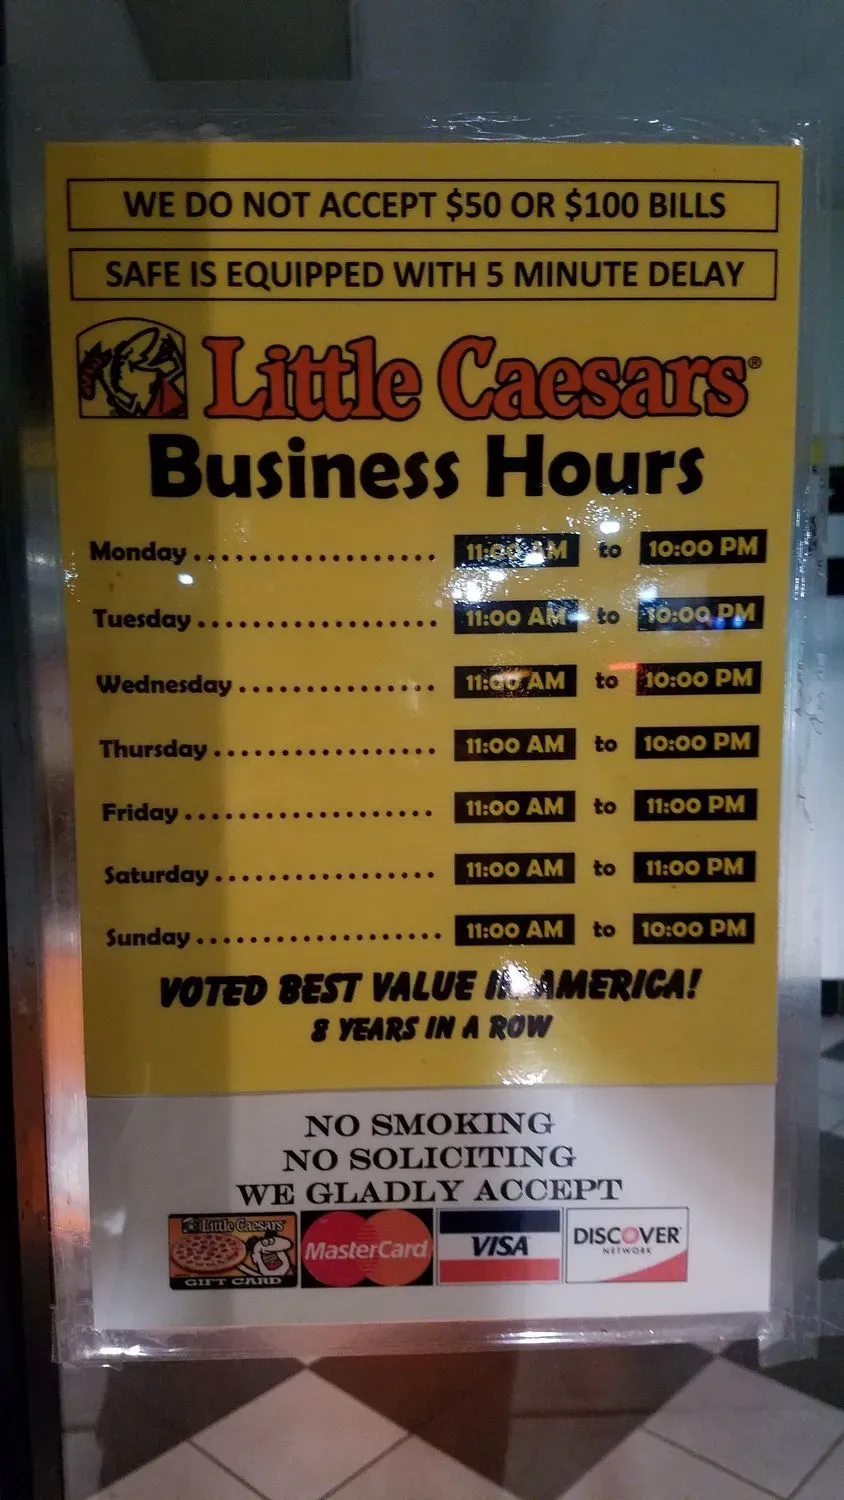 WE DO NOT ACCEPT $50 OR $100 BILLS
SAFE IS EQUIPPED WITH 5 MINUTE DELAY
Little Caesars®
Business Hours
Monday .................. 11:00 AM to 10:00 PM
Tuesday .................. 11:00 AM to 10:00 PM
Wednesday ............... 11:00 AM to 10:00 PM
Thursday ................. 11:00 AM to 10:00 PM
Friday ................... 11:00 AM to 11:00 PM
Saturday ................. 11:00 AM to 11:00 PM
Sunday .................. 11:00 AM to 10:00 PM
VOTED BEST VALUE IN AMERICA!
8 YEARS IN A ROW
NO SMOKING
NO SOLICITING
WE GLADLY ACCEPT
Little Caesars GIFT CARD
MasterCard
VISA
DISCOVER
NETWORK